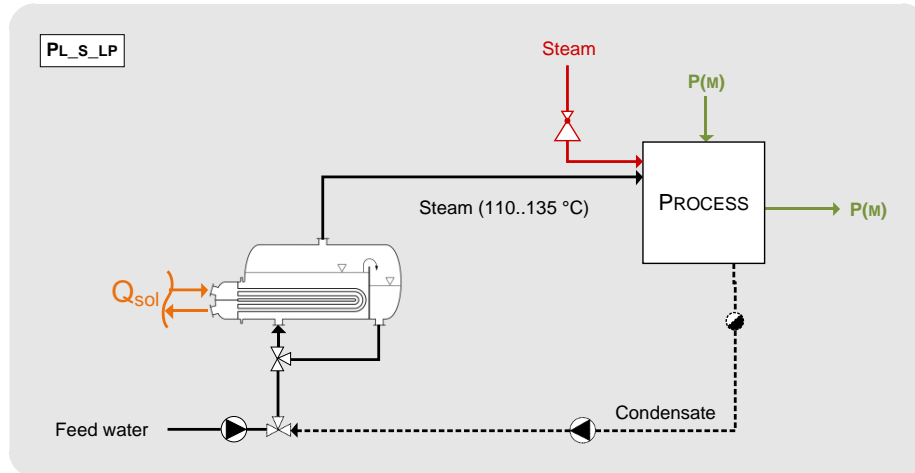 PL_S_LP
Steam
P(M)
PROCESS
P(M)
Steam (110..135 °C)
Qsol
Feed water
Condensate